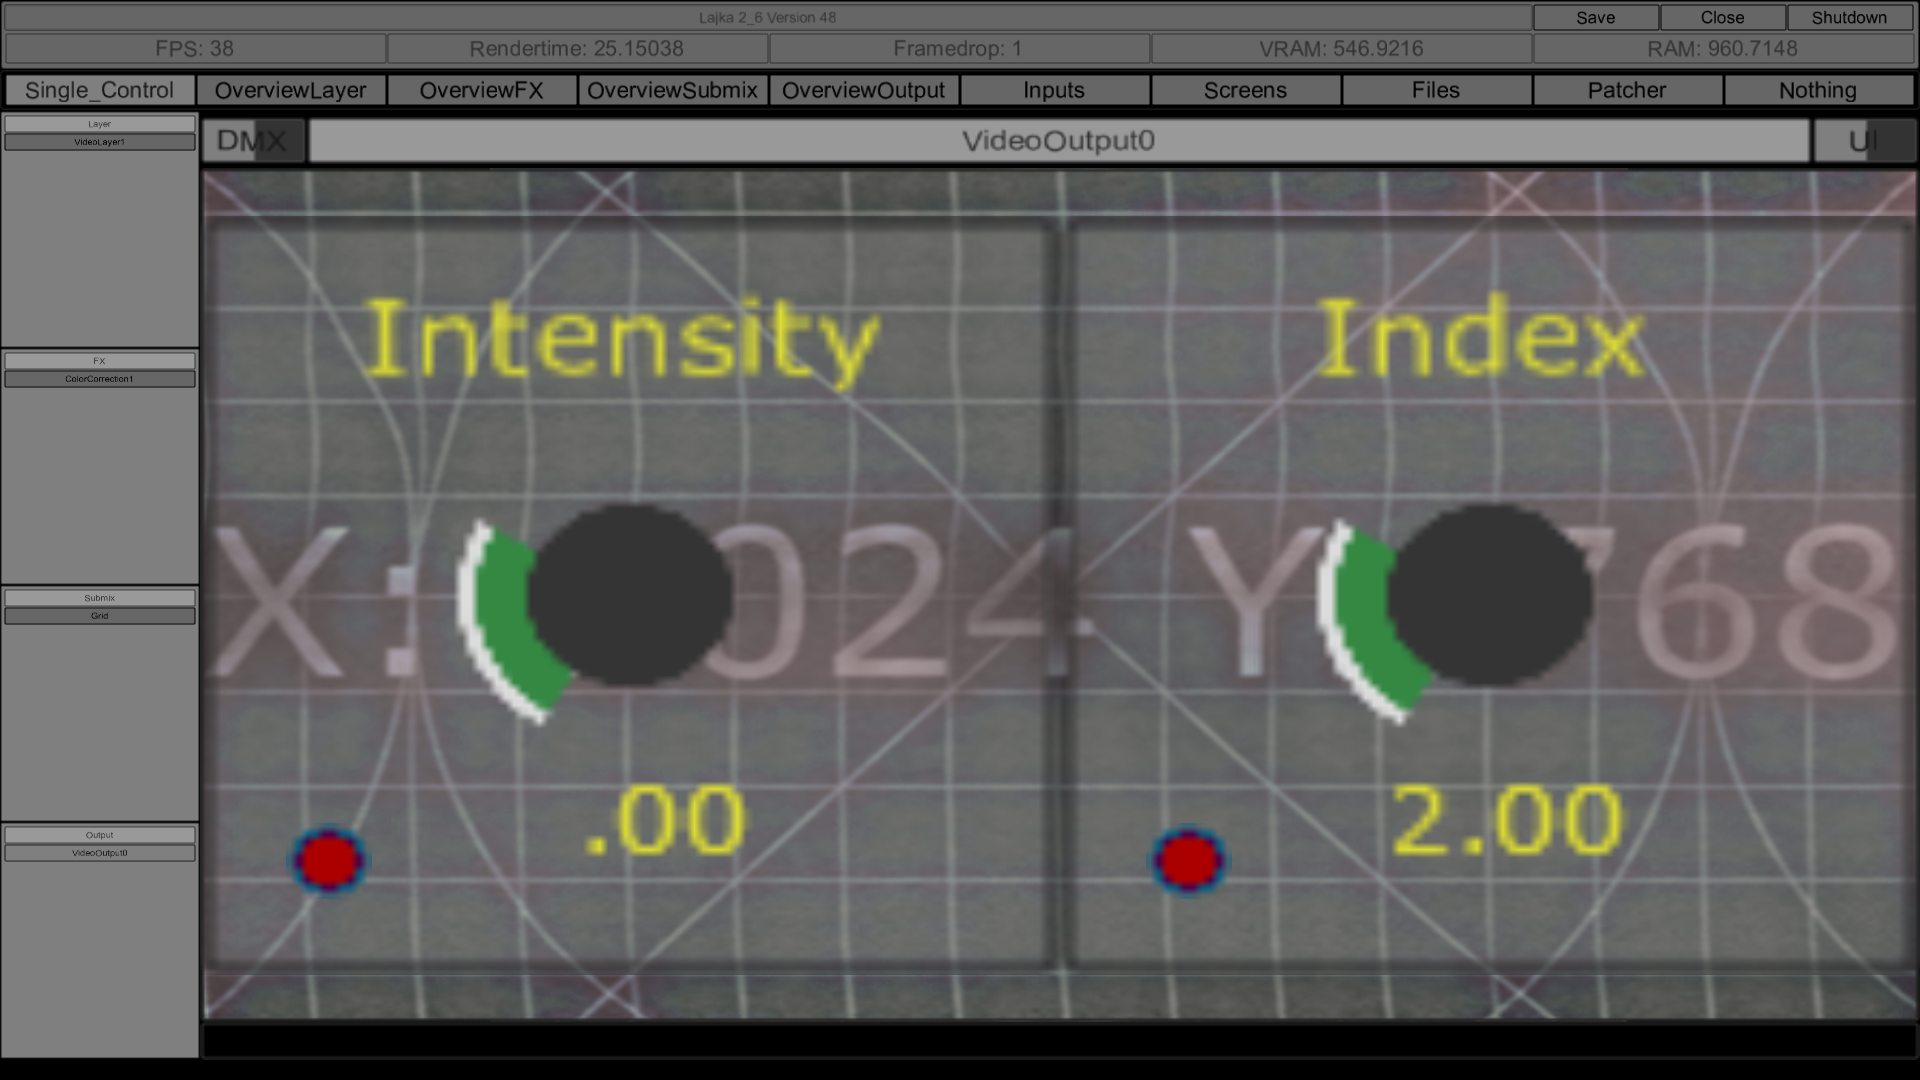 Lajka 2_6 Version 48
Save
Close
Shutdown
FPS: 38
Rendertime: 25.15038
Framedrop: 1
VRAM: 546.9216
RAM: 960.7148
Single_Control
OverviewLayer
OverviewFX
OverviewSubmix
OverviewOutput
Inputs
Screens
Files
Patcher
Nothing
Layer
VideoLayer1
FX
ColorCorrection1
Submix
Grid
Output
VideoOutput0
DMX
VideoOutput0
UI
Intensity
Index
X: 024 Y 768
.00
2.00